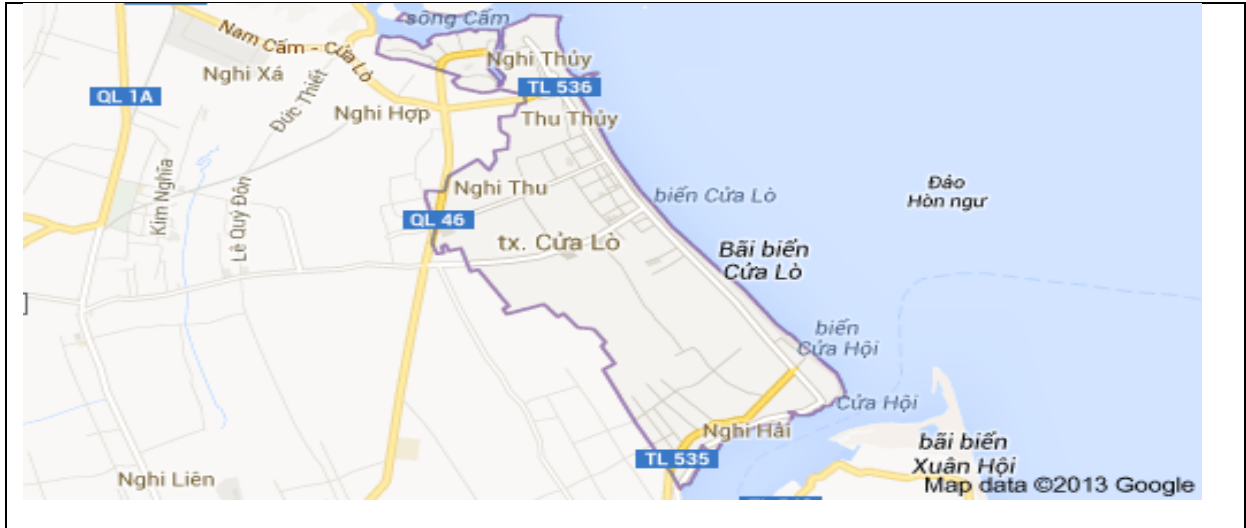 sông Cấm
Nam Cấm - Cửa Lò
Nghi Thủy
Nghi Xá
TL 536
QL 1A
Đức Thiết
Nghi Hợp
Thu Thủy
Kim Nghĩa
Lê Quý Đôn
Nghi Thu
biển Cửa Lò
Đảo
Hòn ngư
QL 46
tx. Cửa Lò
Bãi biển
Cửa Lò
biển
Cửa Hội
Cửa Hội
Nghi Hải
bãi biển
Xuân Hội
TL 535
Nghi Liên
Map data ©2013 Google